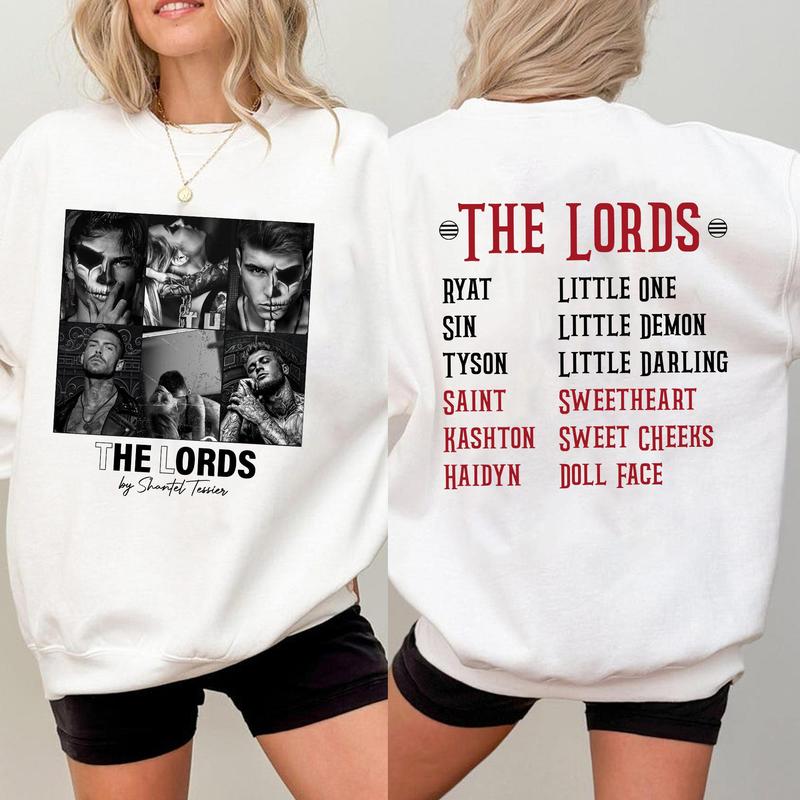 THE LORDS
by Shantel Tessier
THE LORDS
RYAT LITTLE ONE
SIN LITTLE DEMON
TYSON LITTLE DARLING
SAINT SWEETHEART
KASHTON SWEET CHEEKS
HAIDYN DOLL FACE